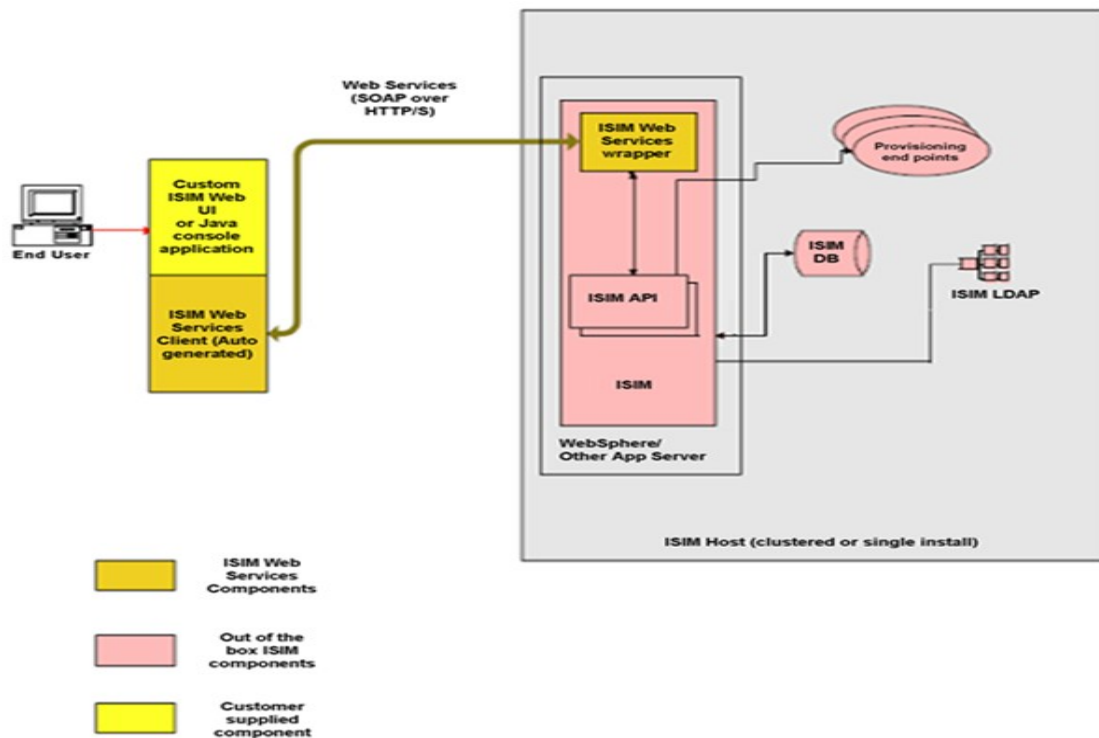 Web Services
(SOAP over
HTTP/S)
End User
Custom
ISIM Web
UI
or Java
console
application
ISIM Web
Services
Client (Auto
generated)
ISIM Web
Services
wrapper
ISIM API
ISIM
WebSphere/
Other App Server
Provisioning
end points
ISIM
DB
ISIM LDAP
ISIM Host (clustered or single install)
ISIM Web
Services
Components
Out of the
box ISIM
components
Customer
supplied
component